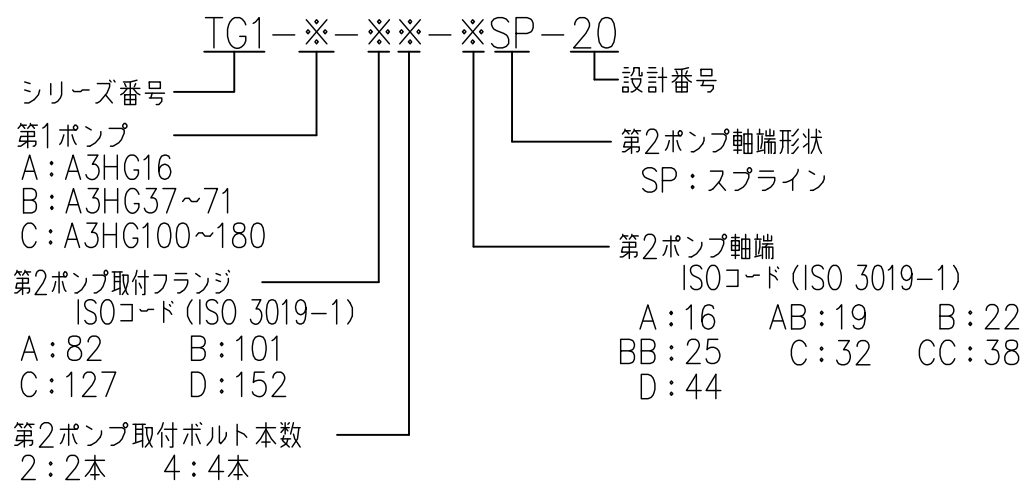 TG1-※-※※-※SP-20
シリーズ番号
設計番号
第1ポンプ
A：A3HG16
B：A3HG37~71
C：A3HG100~180
第2ポンプ軸端形状
SP：スプライン
第2ポンプ取付フランジ
ISOコード（ISO 3019-1）
A：82 B：101
C：127 D：152
第2ポンプ軸端
ISOコード（ISO 3019-1）
A：16 AB：19 B：22
BB：25 C：32 CC：38
D：44
第2ポンプ取付ボルト本数
2：2本 4：4本